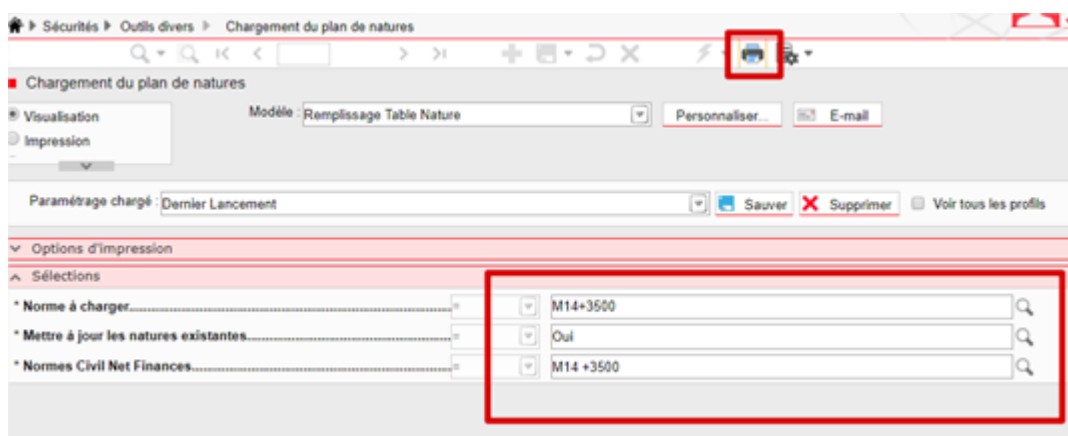 Sécurités Outils divers Chargement du plan de natures
Chargement du plan de natures
Visualisation
Modèle : Remplissage Table Nature
Personnaliser...
E-mail
Impression
Paramétrage chargé : Dernier Lancement
Sauver
Supprimer
Voir tous les profils
Options d'impression
Sélections
* Norme à charger = M14+3500
* Mettre à jour les natures existantes = Oui
* Normes Civil Net Finances = M14 +3500